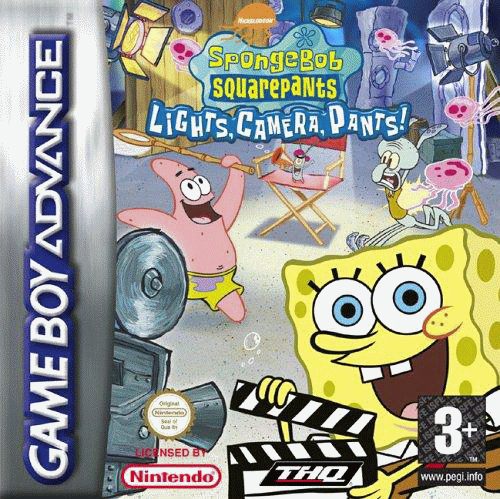 GAME BOY ADVANCE
NICKELODEON
SpongeBob
SQUAREPANTS
LIGHTS, CAMERA, PANTS!
Original
Nintendo
Seal of
LICENSED BY
Nintendo
THQ
3+
www.pegi.info